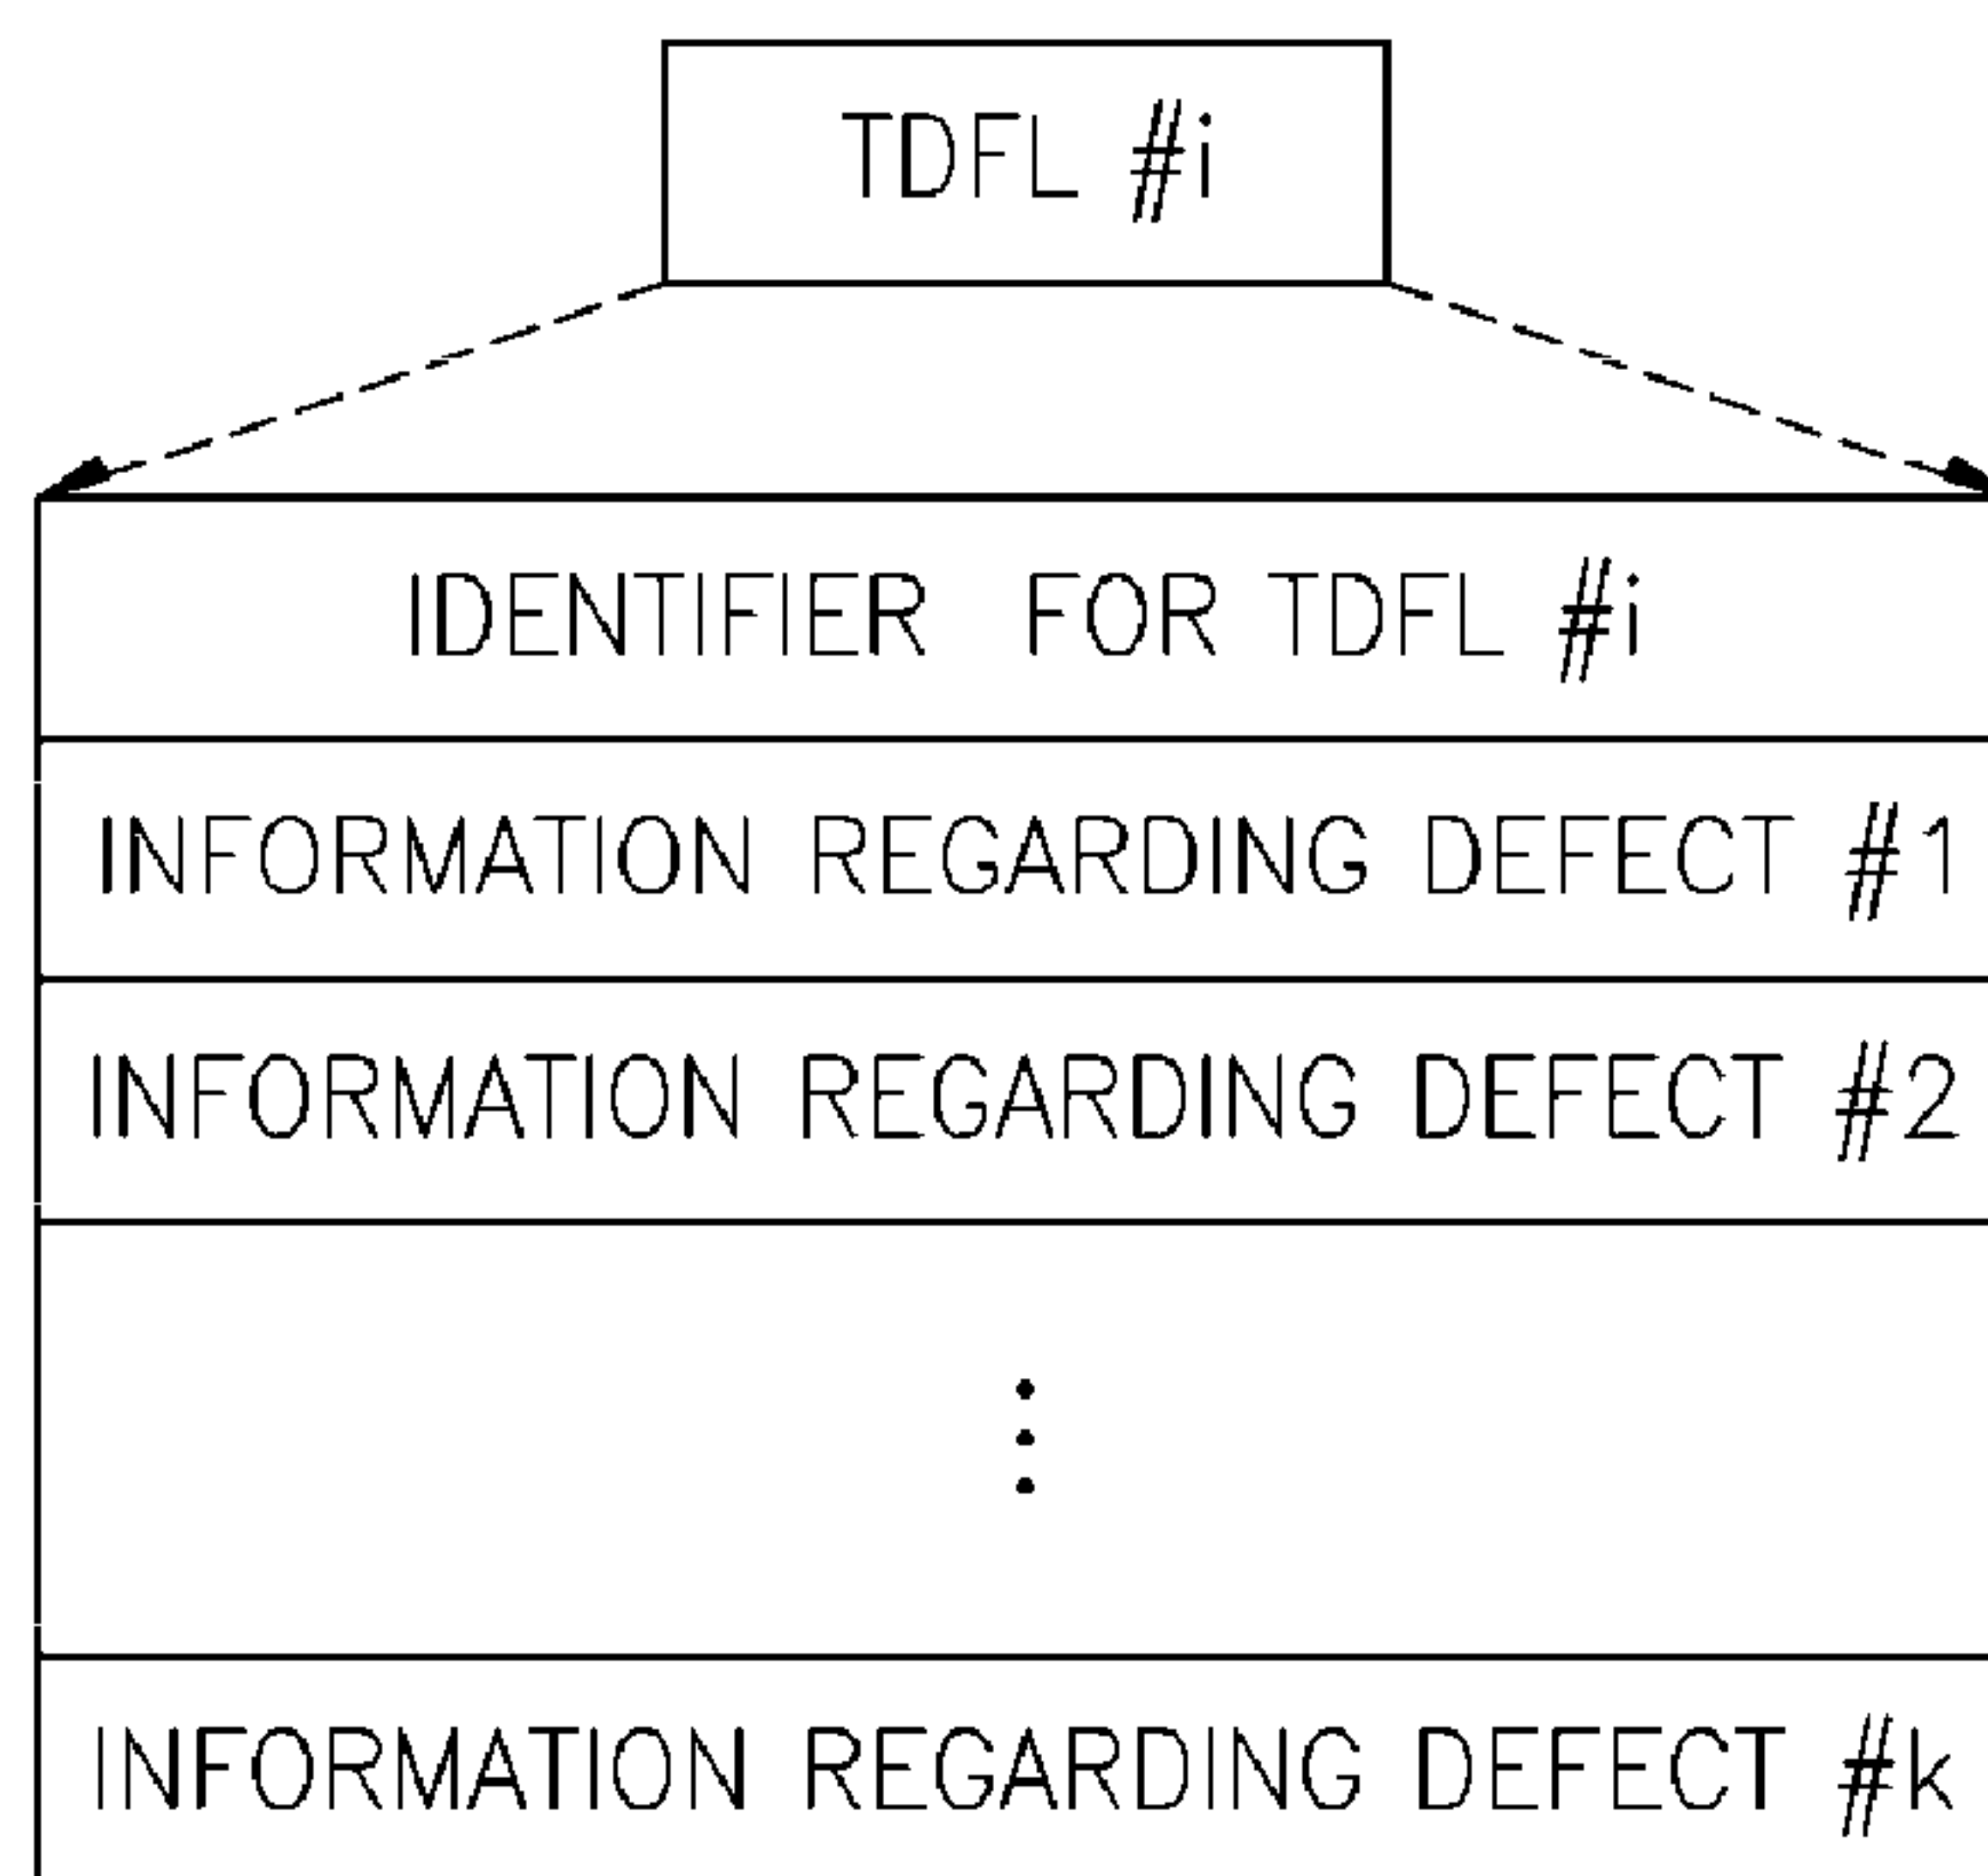 TDFL #i
IDENTIFIER FOR TDFL #i
INFORMATION REGARDING DEFECT #1
INFORMATION REGARDING DEFECT #2
INFORMATION REGARDING DEFECT #k